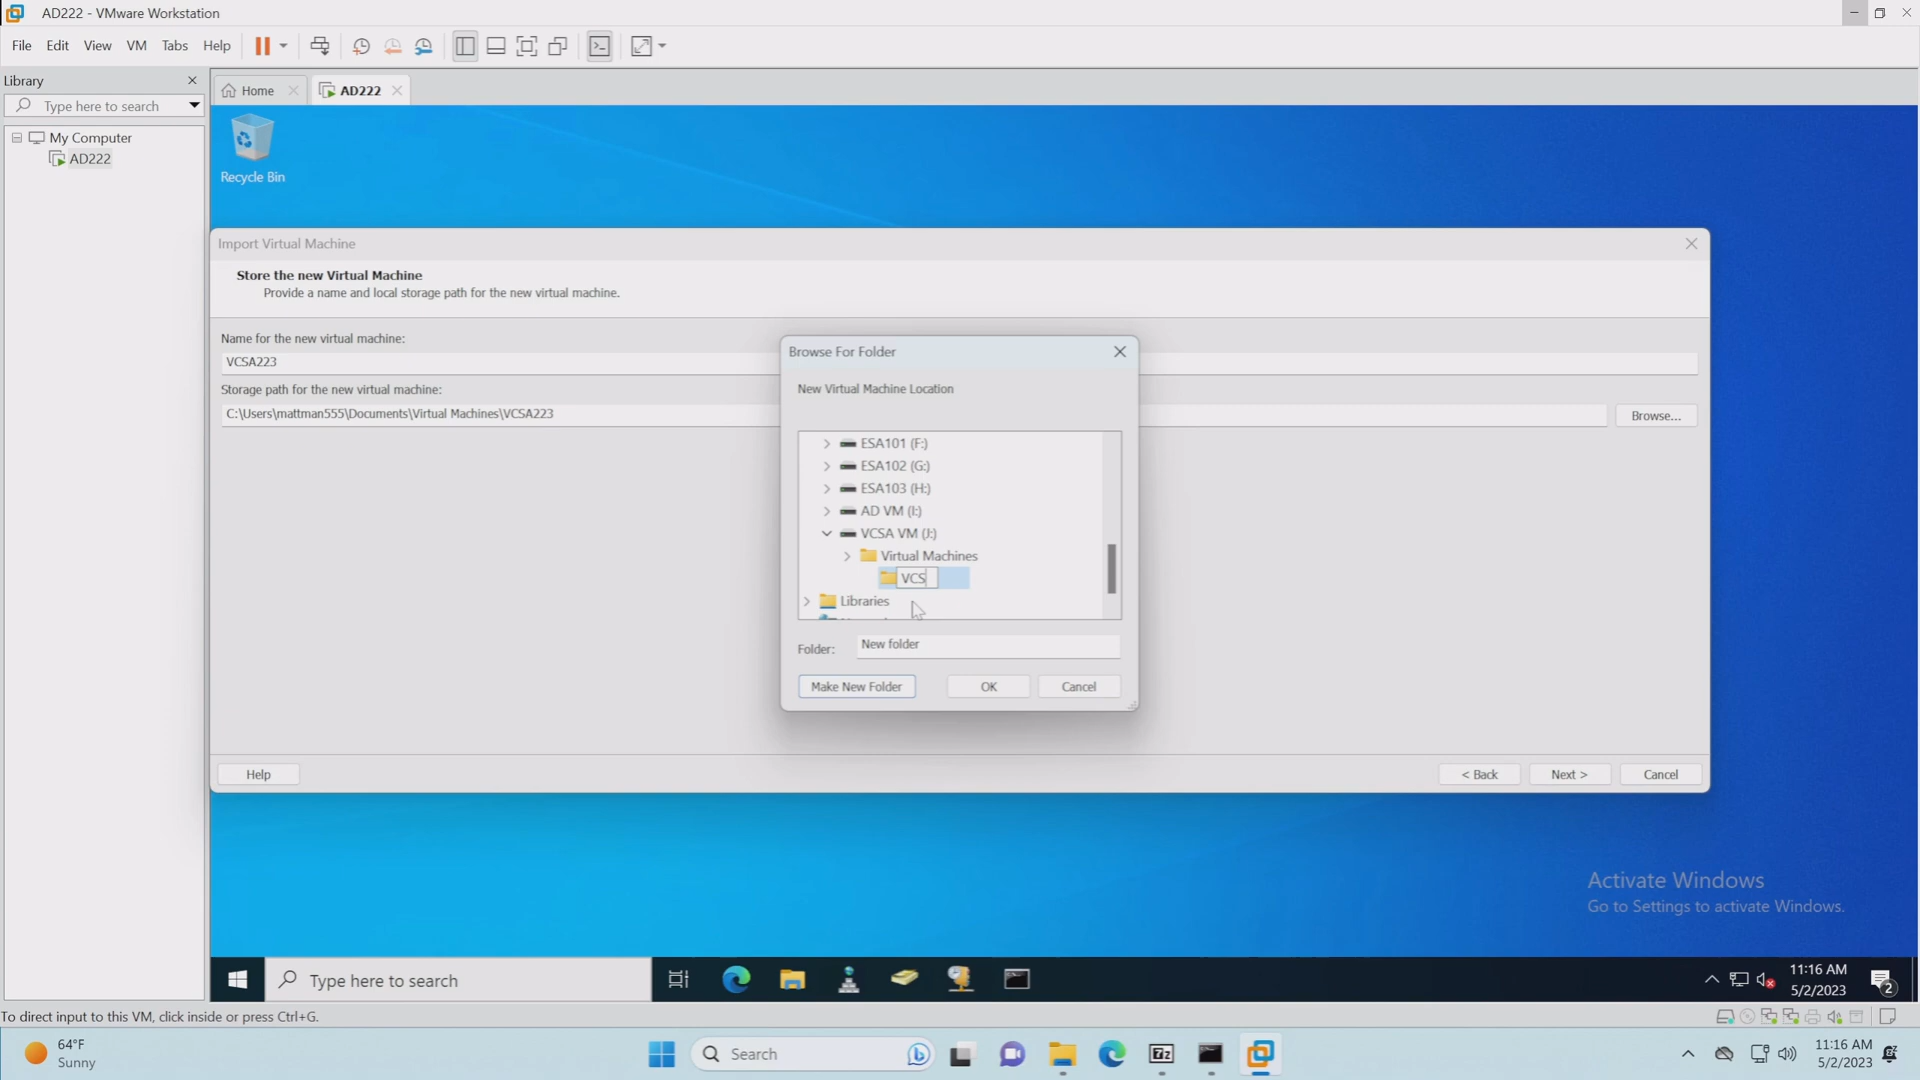 AD222 - VMware Workstation
File Edit View VM Tabs Help
Library
Type here to search
My Computer
AD222
Home
AD222
Recycle Bin
Import Virtual Machine
Store the new Virtual Machine
Provide a name and local storage path for the new virtual machine.
Name for the new virtual machine:
VCSA223
Storage path for the new virtual machine:
C:\Users\mattman555\Documents\Virtual Machines\VCSA223
Browse...
Browse For Folder
New Virtual Machine Location
ESA101 (F:)
ESA102 (G:)
ESA103 (H:)
AD VM (I:)
VCSA VM (J:)
Virtual Machines
VCS
Libraries
Folder: New folder
Make New Folder OK Cancel
Help < Back Next > Cancel
Activate Windows
Go to Settings to activate Windows.
Type here to search
11:16 AM
5/2/2023
2
To direct input to this VM, click inside or press Ctrl+G.
64°F
Sunny
Search
7z
11:16 AM
5/2/2023